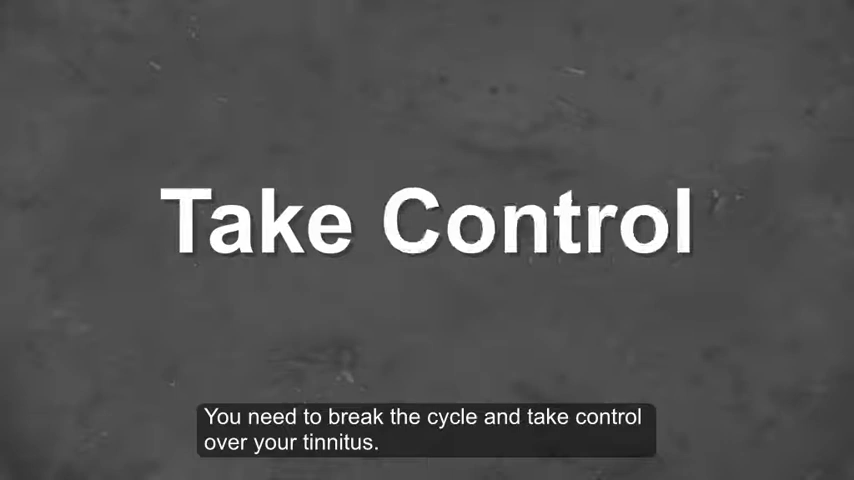 Take Control
You need to break the cycle and take control
over your tinnitus.